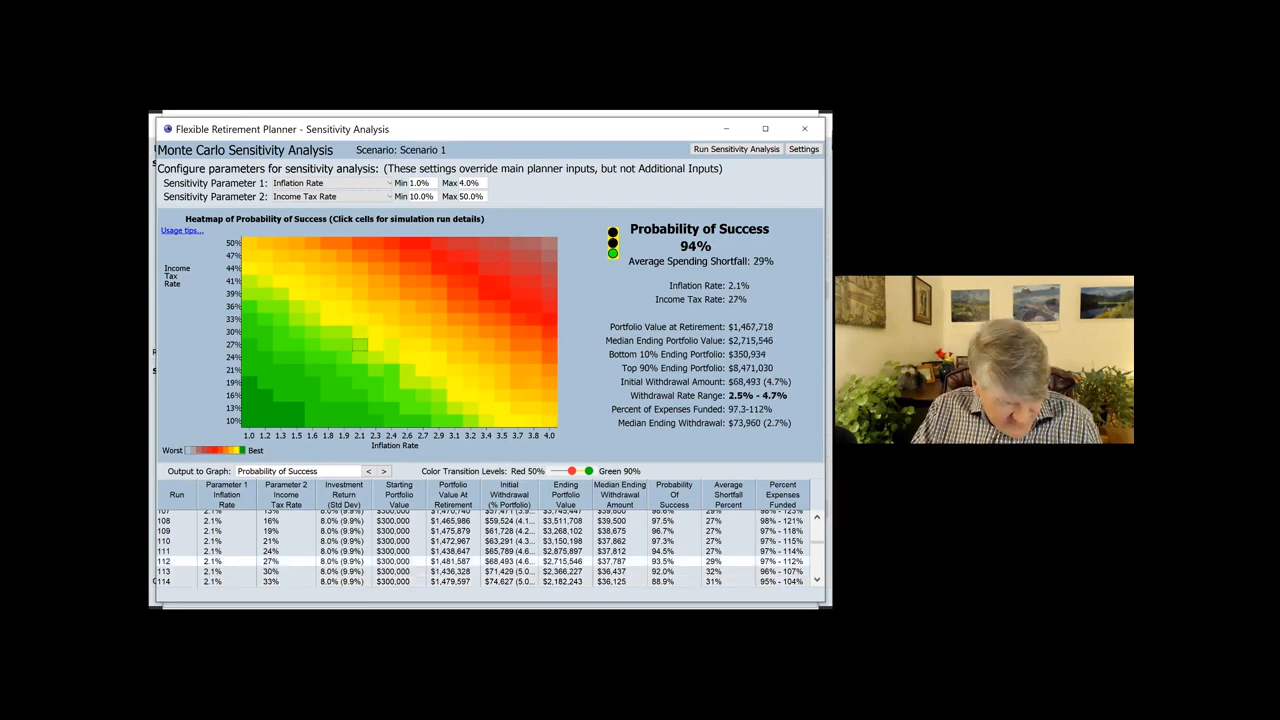 Flexible Retirement Planner - Sensitivity Analysis
Monte Carlo Sensitivity Analysis Scenario: Scenario 1 Run Sensitivity Analysis Settings
Configure parameters for sensitivity analysis: (These settings override main planner inputs, but not Additional Inputs)
Sensitivity Parameter 1: Inflation Rate Min 1.0% Max 4.0%
Sensitivity Parameter 2: Income Tax Rate Min 10.0% Max 50.0%
Heatmap of Probability of Success (Click cells for simulation run details)
Usage tips...
Income
Tax
Rate
50%
47%
44%
41%
39%
36%
33%
30%
27%
24%
21%
19%
16%
13%
10%
1.0 1.2 1.3 1.5 1.6 1.8 1.9 2.1 2.3 2.4 2.6 2.7 2.9 3.1 3.2 3.4 3.5 3.7 3.8 4.0
Inflation Rate
Worst Best
Probability of Success
94%
Average Spending Shortfall: 29%
Inflation Rate: 2.1%
Income Tax Rate: 27%
Portfolio Value at Retirement: $1,467,718
Median Ending Portfolio Value: $2,715,546
Bottom 10% Ending Portfolio: $350,934
Top 90% Ending Portfolio: $8,471,030
Initial Withdrawal Amount: $68,493 (4.7%)
Withdrawal Rate Range: 2.5% - 4.7%
Percent of Expenses Funded: 97.3-112%
Median Ending Withdrawal: $73,960 (2.7%)
Output to Graph: Probability of Success < > Color Transition Levels: Red 50% Green 90%
Run Parameter 1 Inflation Rate Parameter 2 Income Tax Rate Investment Return (Std Dev) Starting Portfolio Value Portfolio Value At Retirement Initial Withdrawal (% Portfolio) Ending Portfolio Value Median Ending Withdrawal Amount Probability Of Success Average Shortfall Percent Percent Expenses Funded
108 2.1% 16% 8.0% (9.9%) $300,000 $1,465,986 $59,524 (4.1... $3,511,708 $39,500 97.5% 27% 98% - 121%
109 2.1% 19% 8.0% (9.9%) $300,000 $1,475,879 $61,728 (4.2... $3,268,102 $38,675 96.7% 27% 97% - 118%
110 2.1% 21% 8.0% (9.9%) $300,000 $1,472,967 $63,291 (4.3... $3,150,198 $37,862 97.3% 27% 97% - 115%
111 2.1% 24% 8.0% (9.9%) $300,000 $1,438,647 $65,789 (4.6... $2,875,897 $37,812 94.5% 27% 97% - 114%
112 2.1% 27% 8.0% (9.9%) $300,000 $1,481,587 $68,493 (4.6... $2,715,546 $37,787 93.5% 29% 97% - 112%
113 2.1% 30% 8.0% (9.9%) $300,000 $1,436,328 $71,429 (5.0... $2,366,227 $36,437 92.0% 32% 96% - 107%
114 2.1% 33% 8.0% (9.9%) $300,000 $1,479,597 $74,627 (5.0... $2,182,243 $36,125 88.9% 31% 95% - 104%